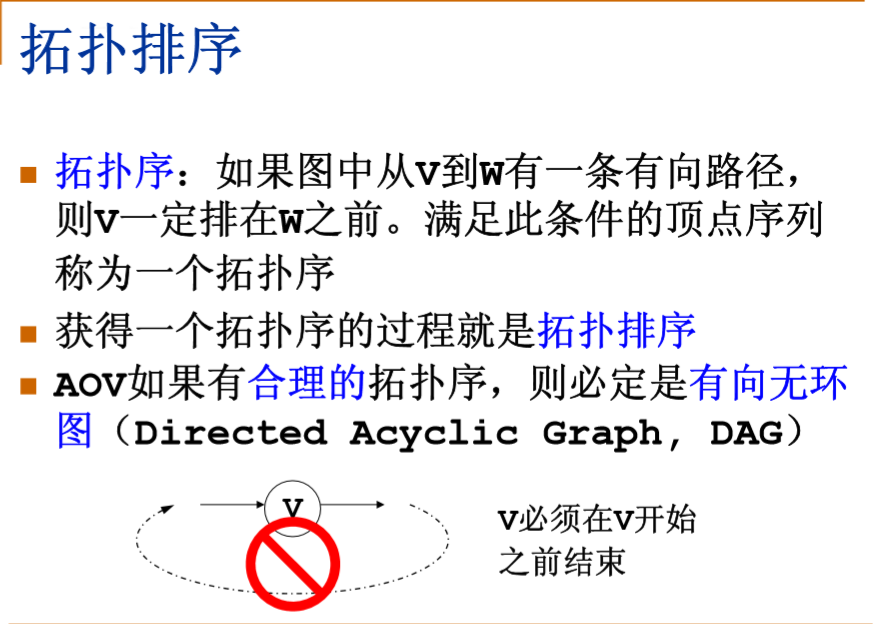 拓扑排序
拓扑序：如果图中从V到W有一条有向路径，
则V一定排在W之前。满足此条件的顶点序列
称为一个拓扑序
获得一个拓扑序的过程就是拓扑排序
AOV如果有合理的拓扑序，则必定是有向无环
图（Directed Acyclic Graph, DAG）
V
V必须在V开始
之前结束